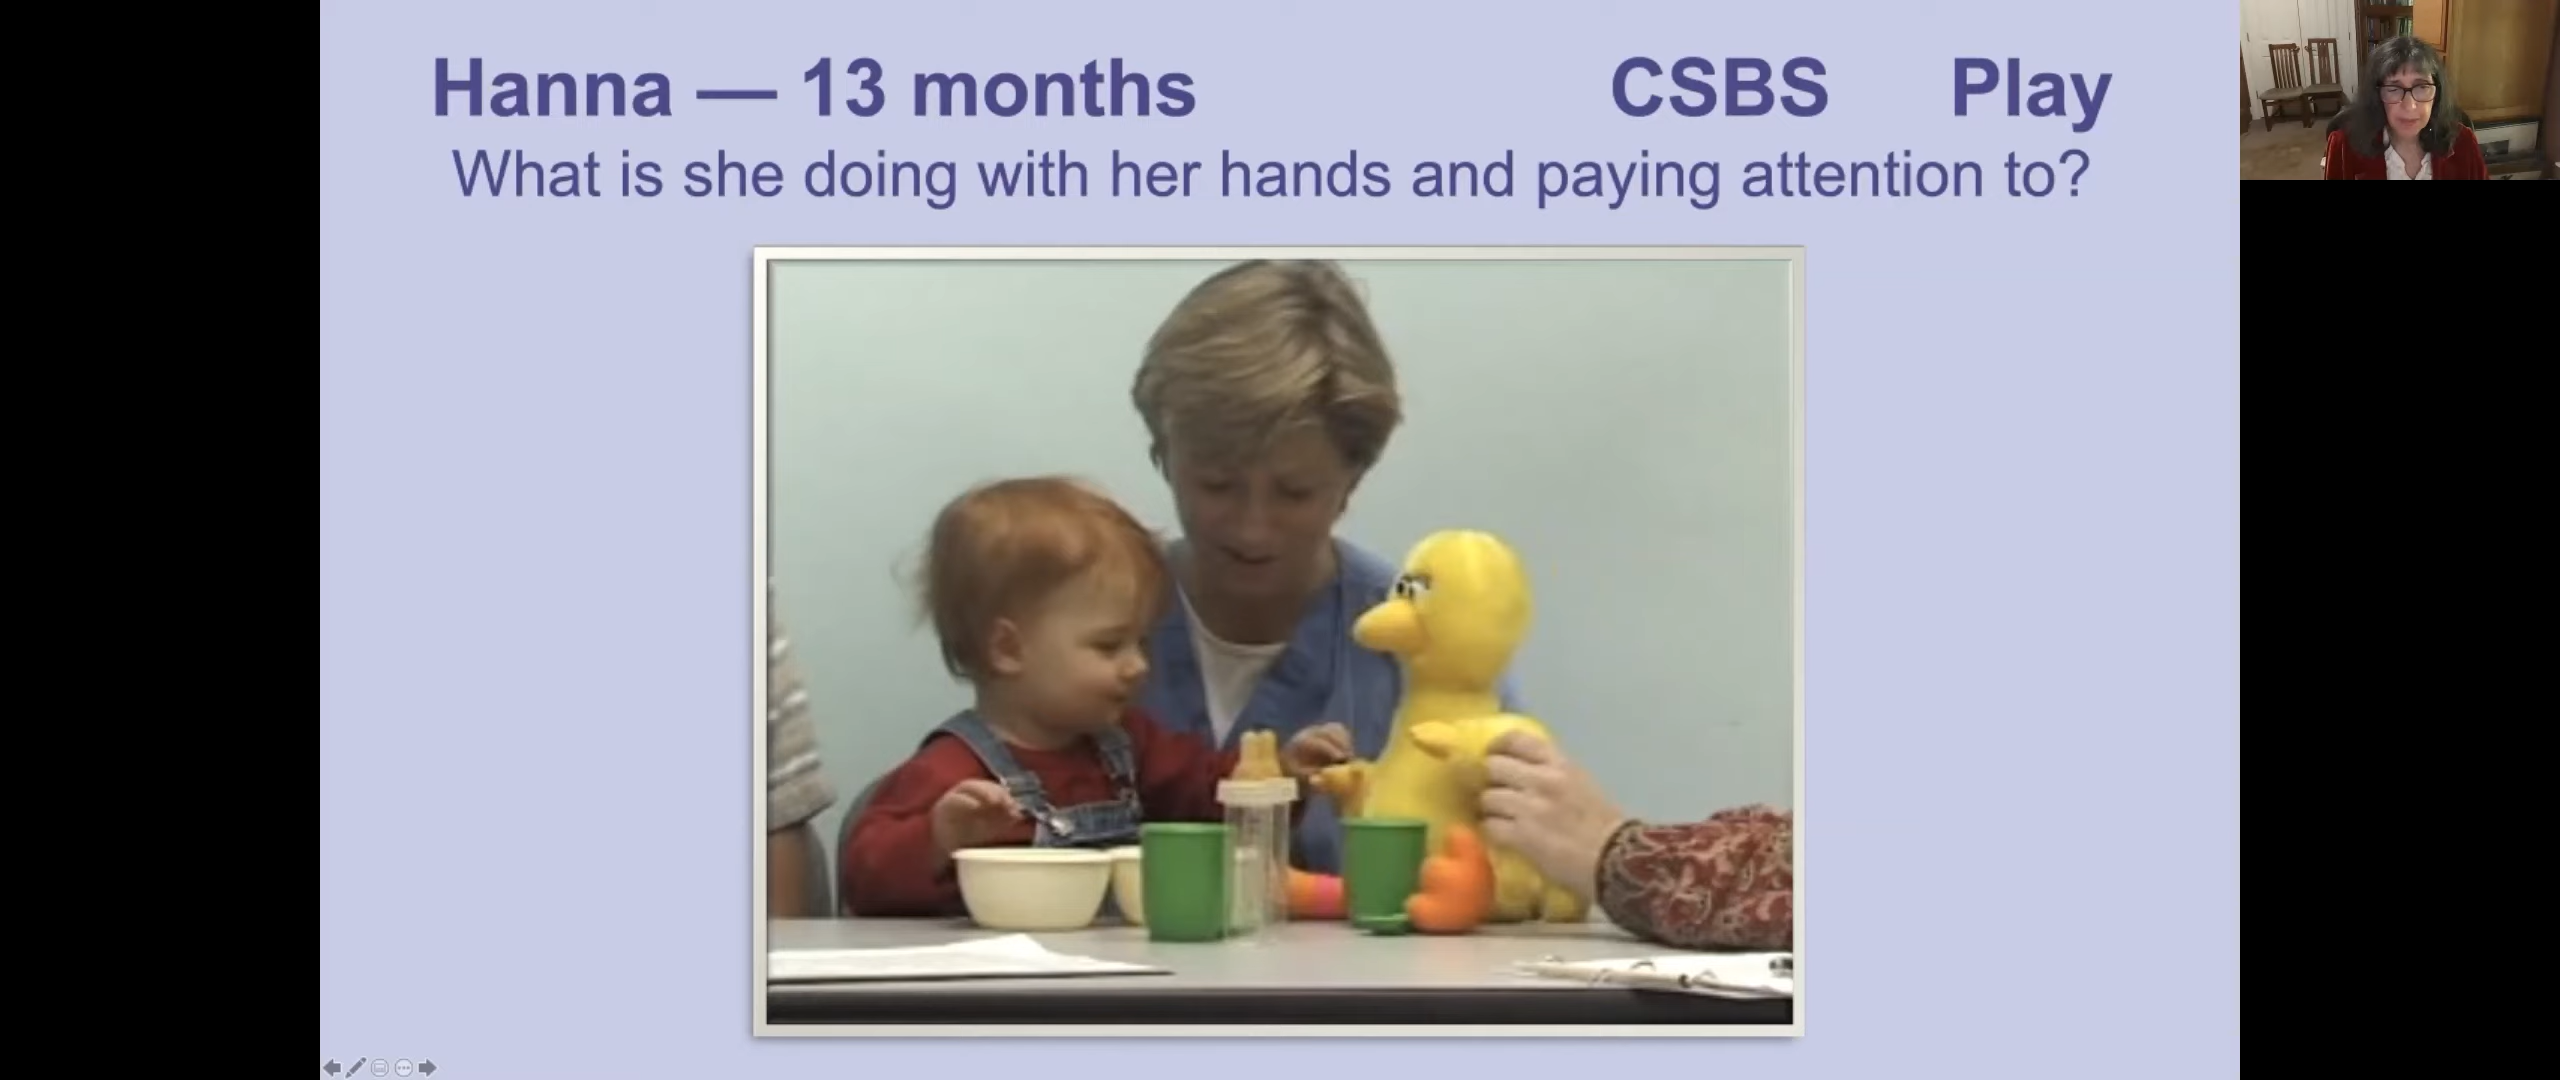 Hanna — 13 months CSBS Play
What is she doing with her hands and paying attention to?